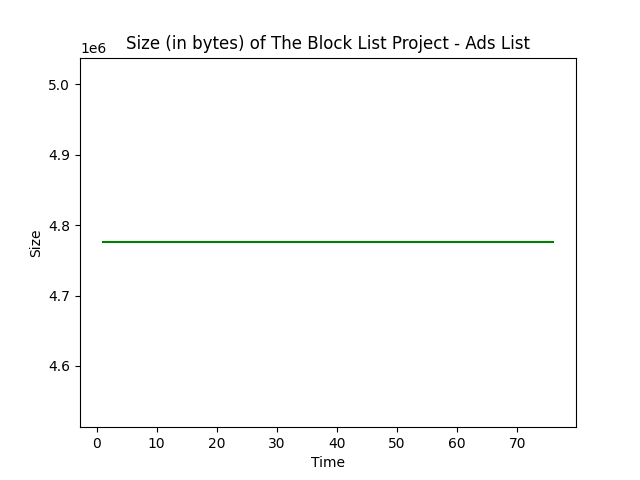 Size (in bytes) of The Block List Project - Ads List
1e6
5.0
4.9
4.8
4.7
4.6
Size
0 10 20 30 40 50 60 70
Time